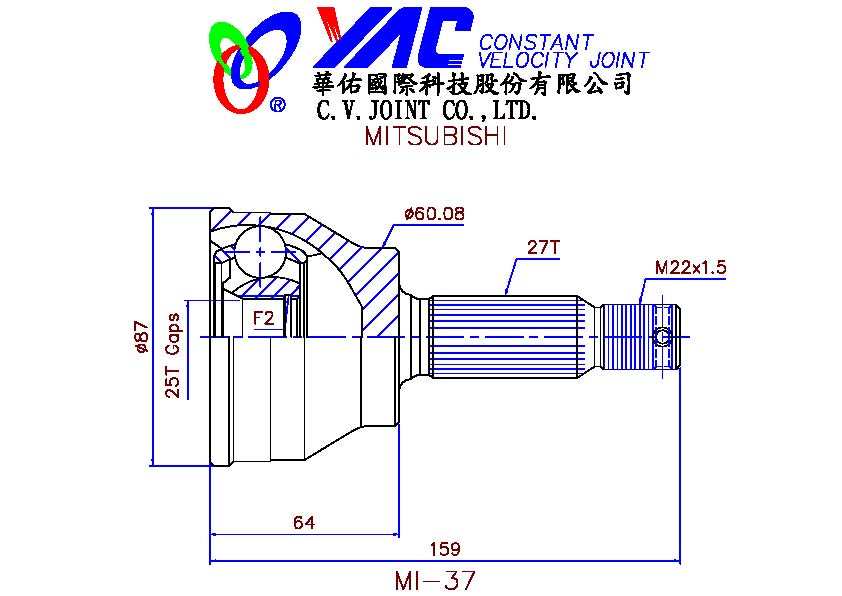 YAC CONSTANT
VELOCITY JOINT
®
華佑國際科技股份有限公司
C.V.JOINT CO.,LTD.
MITSUBISHI
ø60.08
27T
M22x1.5
F2
ø87
25T Gaps
64
159
MI-37